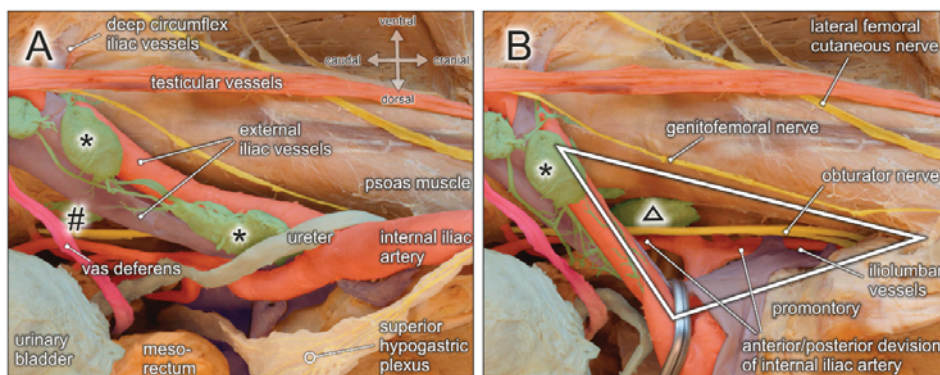 A
deep circumflex
iliac vessels
ventral
caudal
cranial
dorsal
testicular vessels
*
external
iliac vessels
psoas muscle
#
*
ureter
internal iliac
artery
vas deferens
urinary
bladder
meso-
rectum
superior
hypogastric
plexus
B
lateral femoral
cutaneous nerve
genitofemoral nerve
*
obturator nerve
△
iliolumbar
vessels
promontory
anterior/posterior devision
of internal iliac artery